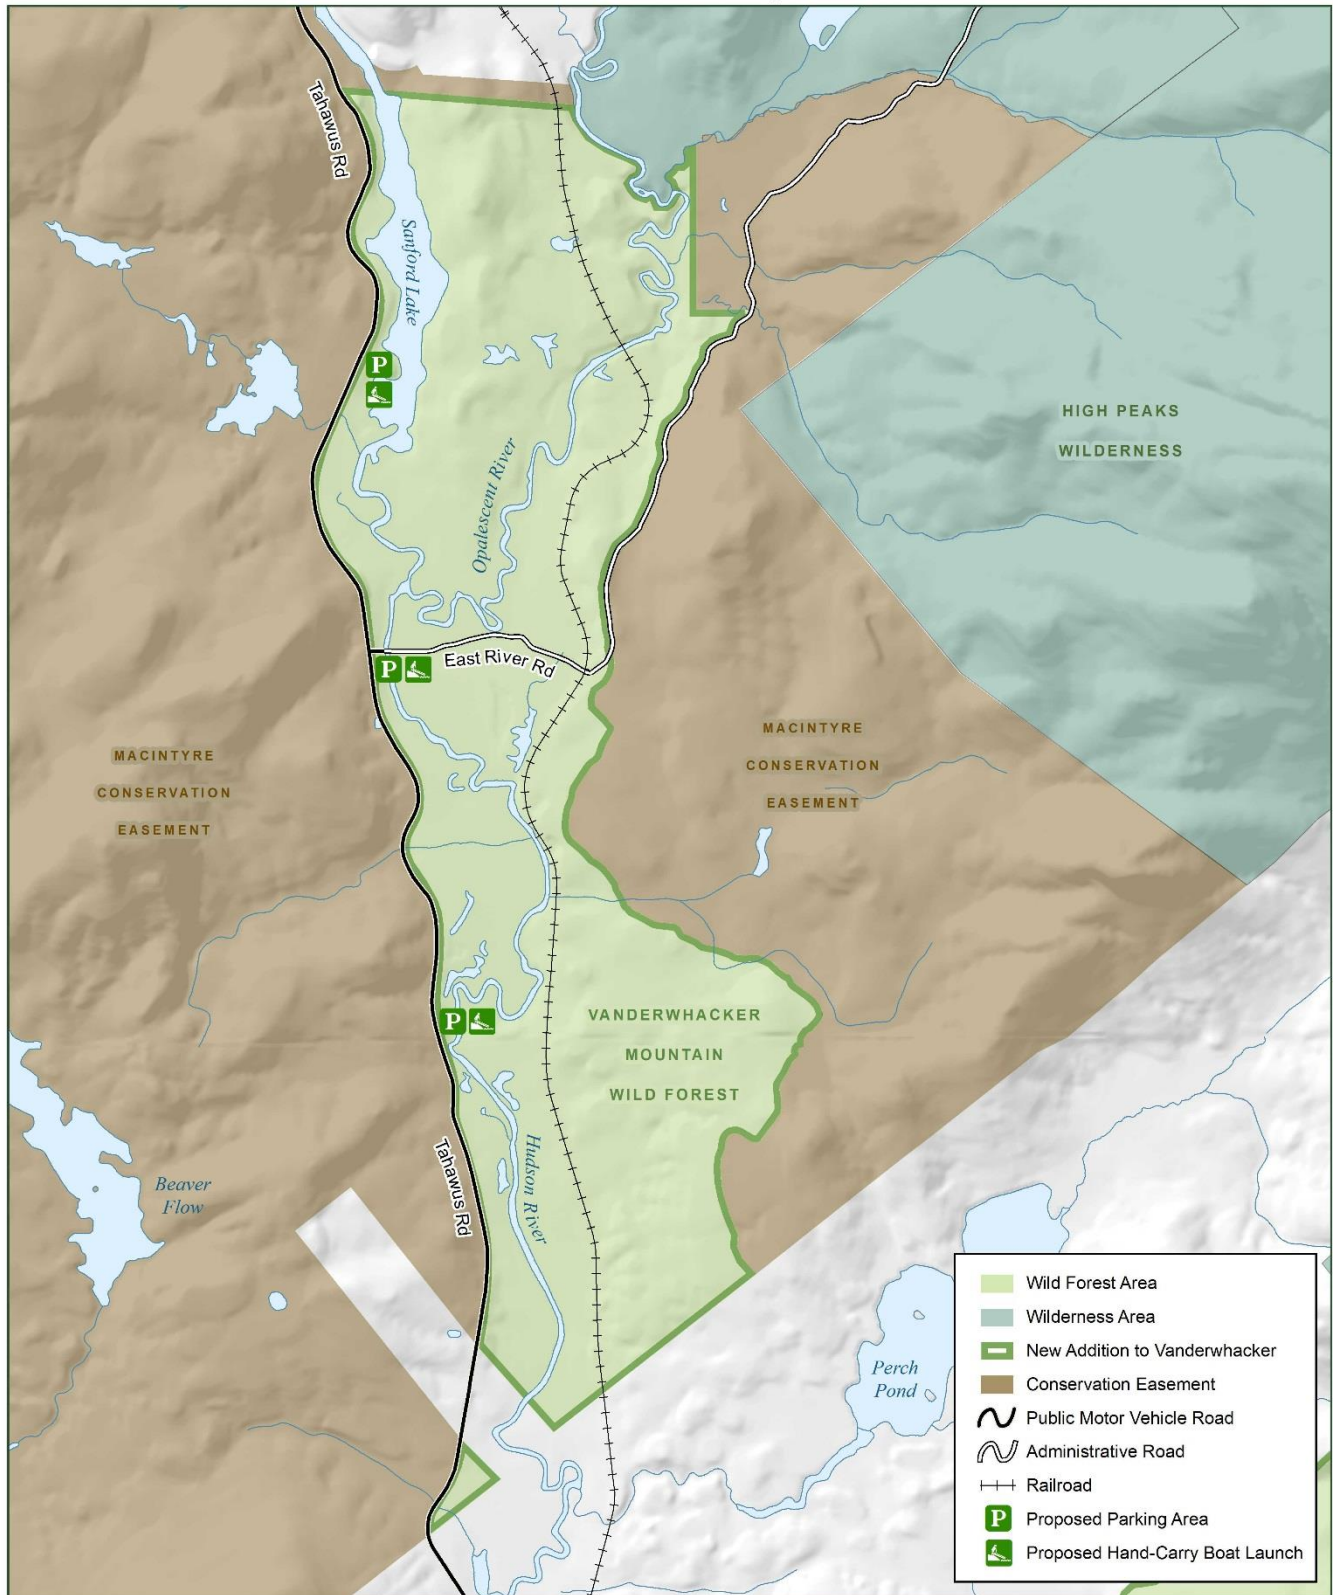 Tahawus Rd
Sanford Lake
HIGH PEAKS
WILDERNESS
Opalescent River
East River Rd
MACINTYRE
CONSERVATION
EASEMENT
MACINTYRE
CONSERVATION
EASEMENT
P
P
P
VANDERWHACKER
MOUNTAIN
WILD FOREST
Tahawus Rd
Hudson River
Beaver
Flow
Perch
Pond
Wild Forest Area
Wilderness Area
New Addition to Vanderwhacker
Conservation Easement
Public Motor Vehicle Road
Administrative Road
Railroad
P Proposed Parking Area
Proposed Hand-Carry Boat Launch